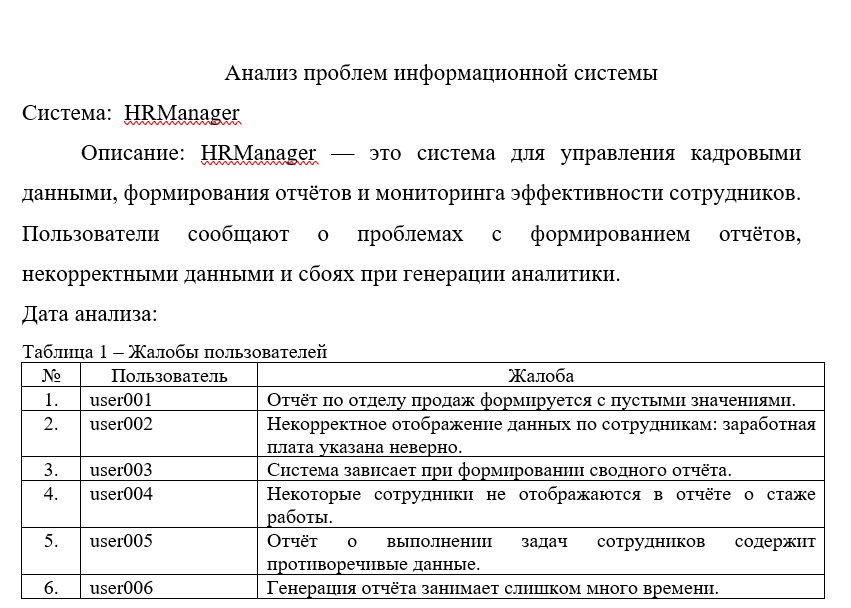 Анализ проблем информационной системы
Система: HRManager
Описание: HRManager — это система для управления кадровыми
данными, формирования отчётов и мониторинга эффективности сотрудников.
Пользователи сообщают о проблемах с формированием отчётов,
некорректными данными и сбоях при генерации аналитики.
Дата анализа:
Таблица 1 – Жалобы пользователей
№ Пользователь Жалоба
1. user001 Отчёт по отделу продаж формируется с пустыми значениями.
2. user002 Некорректное отображение данных по сотрудникам: заработная
плата указана неверно.
3. user003 Система зависает при формировании сводного отчёта.
4. user004 Некоторые сотрудники не отображаются в отчёте о стаже
работы.
5. user005 Отчёт о выполнении задач сотрудников содержит
противоречивые данные.
6. user006 Генерация отчёта занимает слишком много времени.